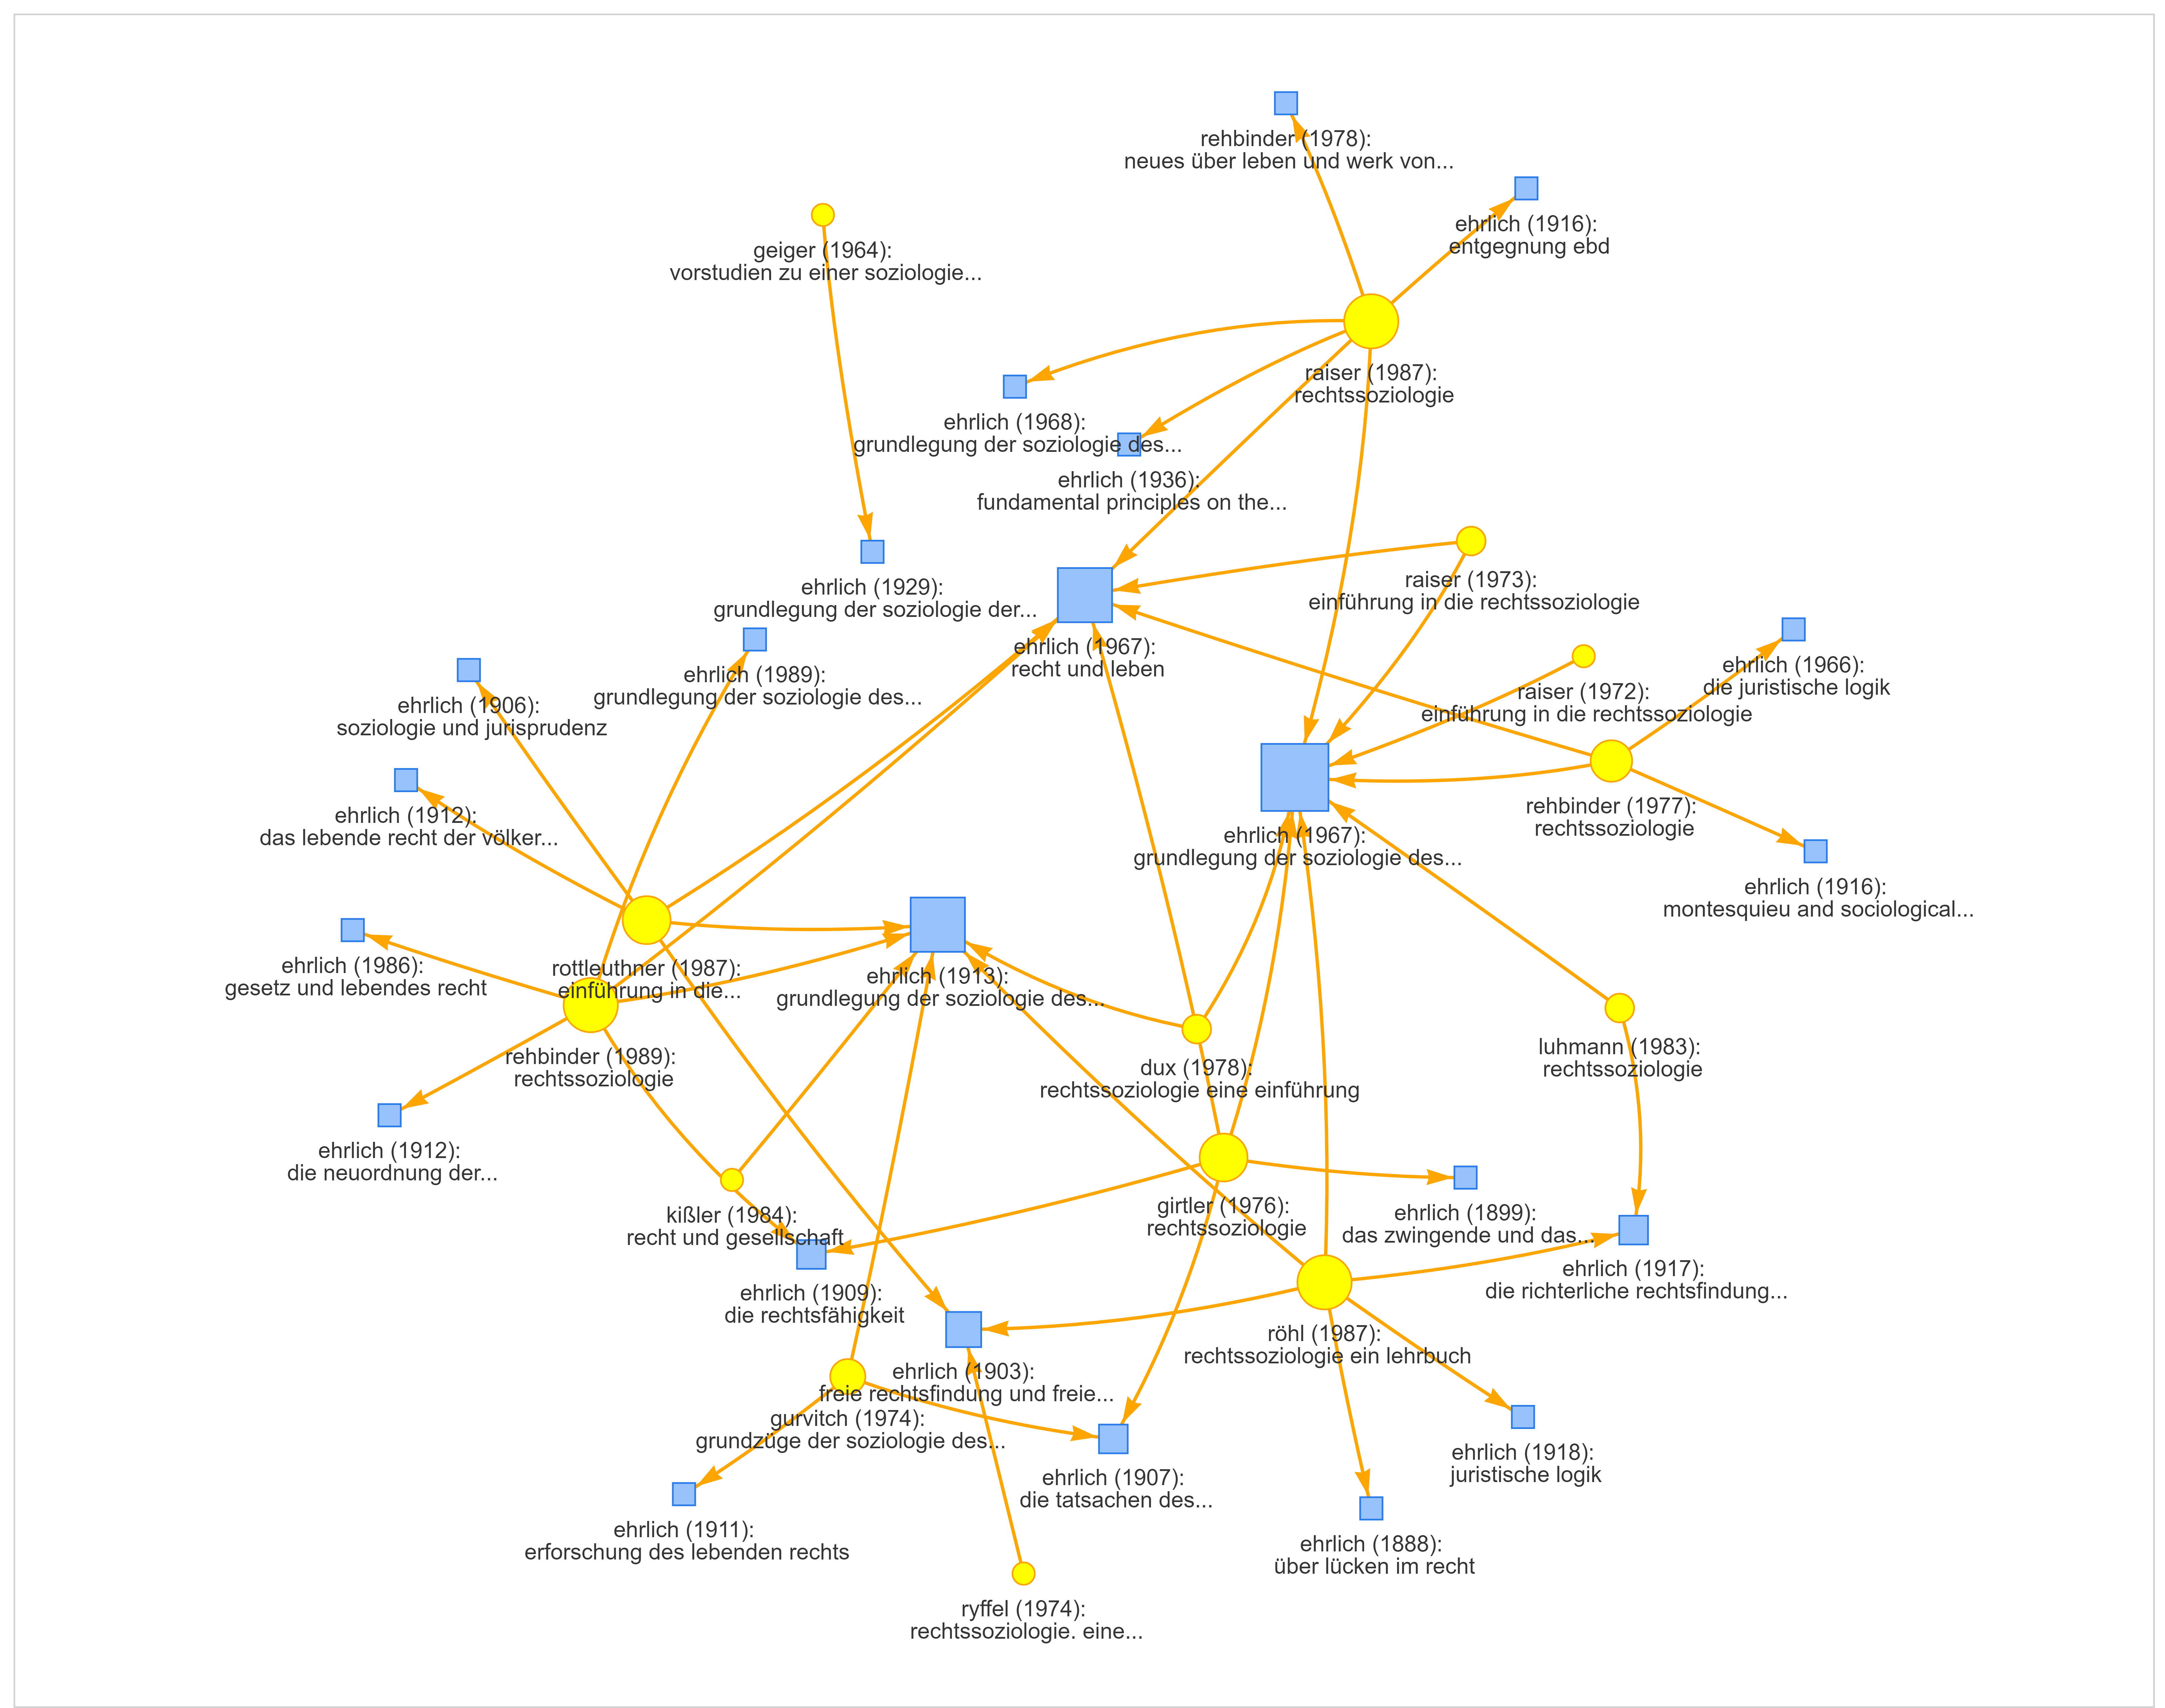 rehbinder (1978):
neues über leben und werk von...
ehrlich (1916):
entgegnung ebd
geiger (1964):
vorstudien zu einer soziologie...
raiser (1987):
rechtssoziologie
ehrlich (1968):
grundlegung der soziologie des...
ehrlich (1936):
fundamental principles on the...
raiser (1973):
einführung in die rechtssoziologie
ehrlich (1929):
grundlegung der soziologie der...
ehrlich (1967):
recht und leben
ehrlich (1989):
grundlegung der soziologie des...
ehrlich (1966):
die juristische logik
raiser (1972):
einführung in die rechtssoziologie
ehrlich (1906):
soziologie und jurisprudenz
rehbinder (1977):
rechtssoziologie
ehrlich (1912):
das lebende recht der völker...
ehrlich (1967):
grundlegung der soziologie des...
ehrlich (1916):
montesquieu and sociological...
ehrlich (1986):
gesetz und lebendes recht
rottleuthner (1987):
einführung in die...
ehrlich (1913):
grundlegung der soziologie des...
luhmann (1983):
rechtssoziologie
rehbinder (1989):
rechtssoziologie
dux (1978):
rechtssoziologie eine einführung
ehrlich (1912):
die neuordnung der...
girtler (1976):
rechtssoziologie
ehrlich (1899):
das zwingende und das...
kißler (1984):
recht und gesellschaft
ehrlich (1917):
die richterliche rechtsfindung...
ehrlich (1909):
die rechtsfähigkeit
röhl (1987):
rechtssoziologie ein lehrbuch
ehrlich (1903):
freie rechtsfindung und freie...
gurvitch (1974):
grundzüge der soziologie des...
ehrlich (1918):
juristische logik
ehrlich (1907):
die tatsachen des...
ehrlich (1911):
erforschung des lebenden rechts
ehrlich (1888):
über lücken im recht
ryffel (1974):
rechtssoziologie. eine...